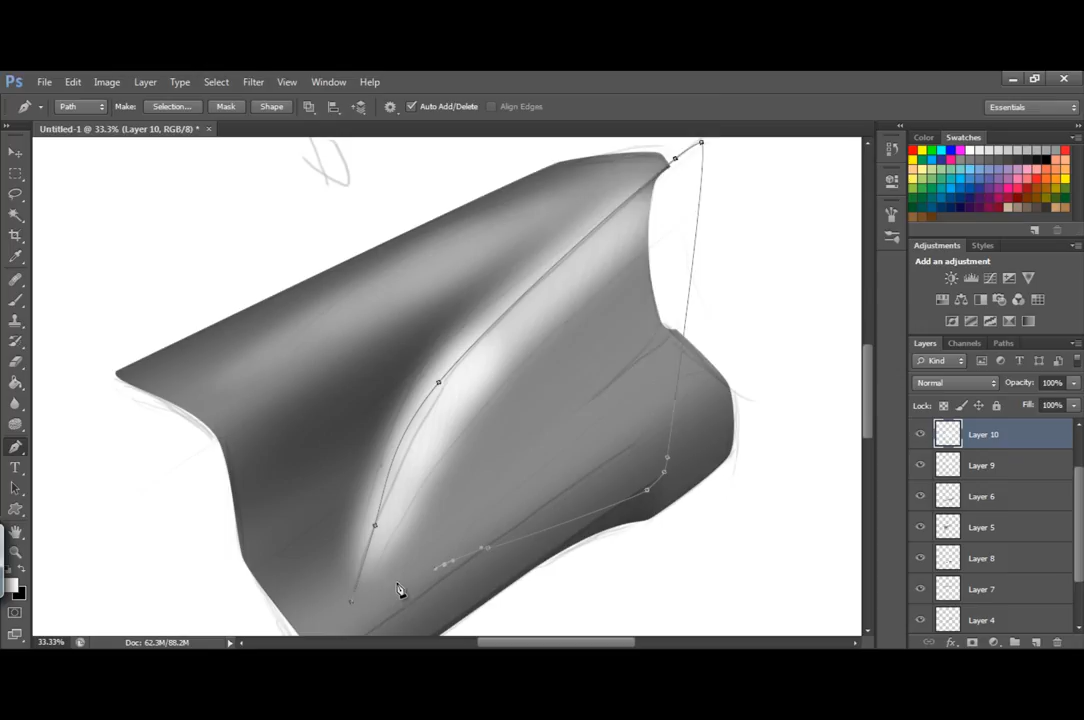 Ps File Edit Image Layer Type Select Filter View Window Help
Path Make: Selection... Mask Shape Auto Add/Delete Align Edges Essentials
Untitled-1 @ 33.3% (Layer 10, RGB/8) * ×
Color Swatches
Adjustments Styles
Add an adjustment
Layers Channels Paths
Kind
Normal Opacity: 100%
Lock: Fill: 100%
Layer 10
Layer 9
Layer 6
Layer 5
Layer 8
Layer 7
Layer 4
33.33% Doc: 62.3M/88.2M